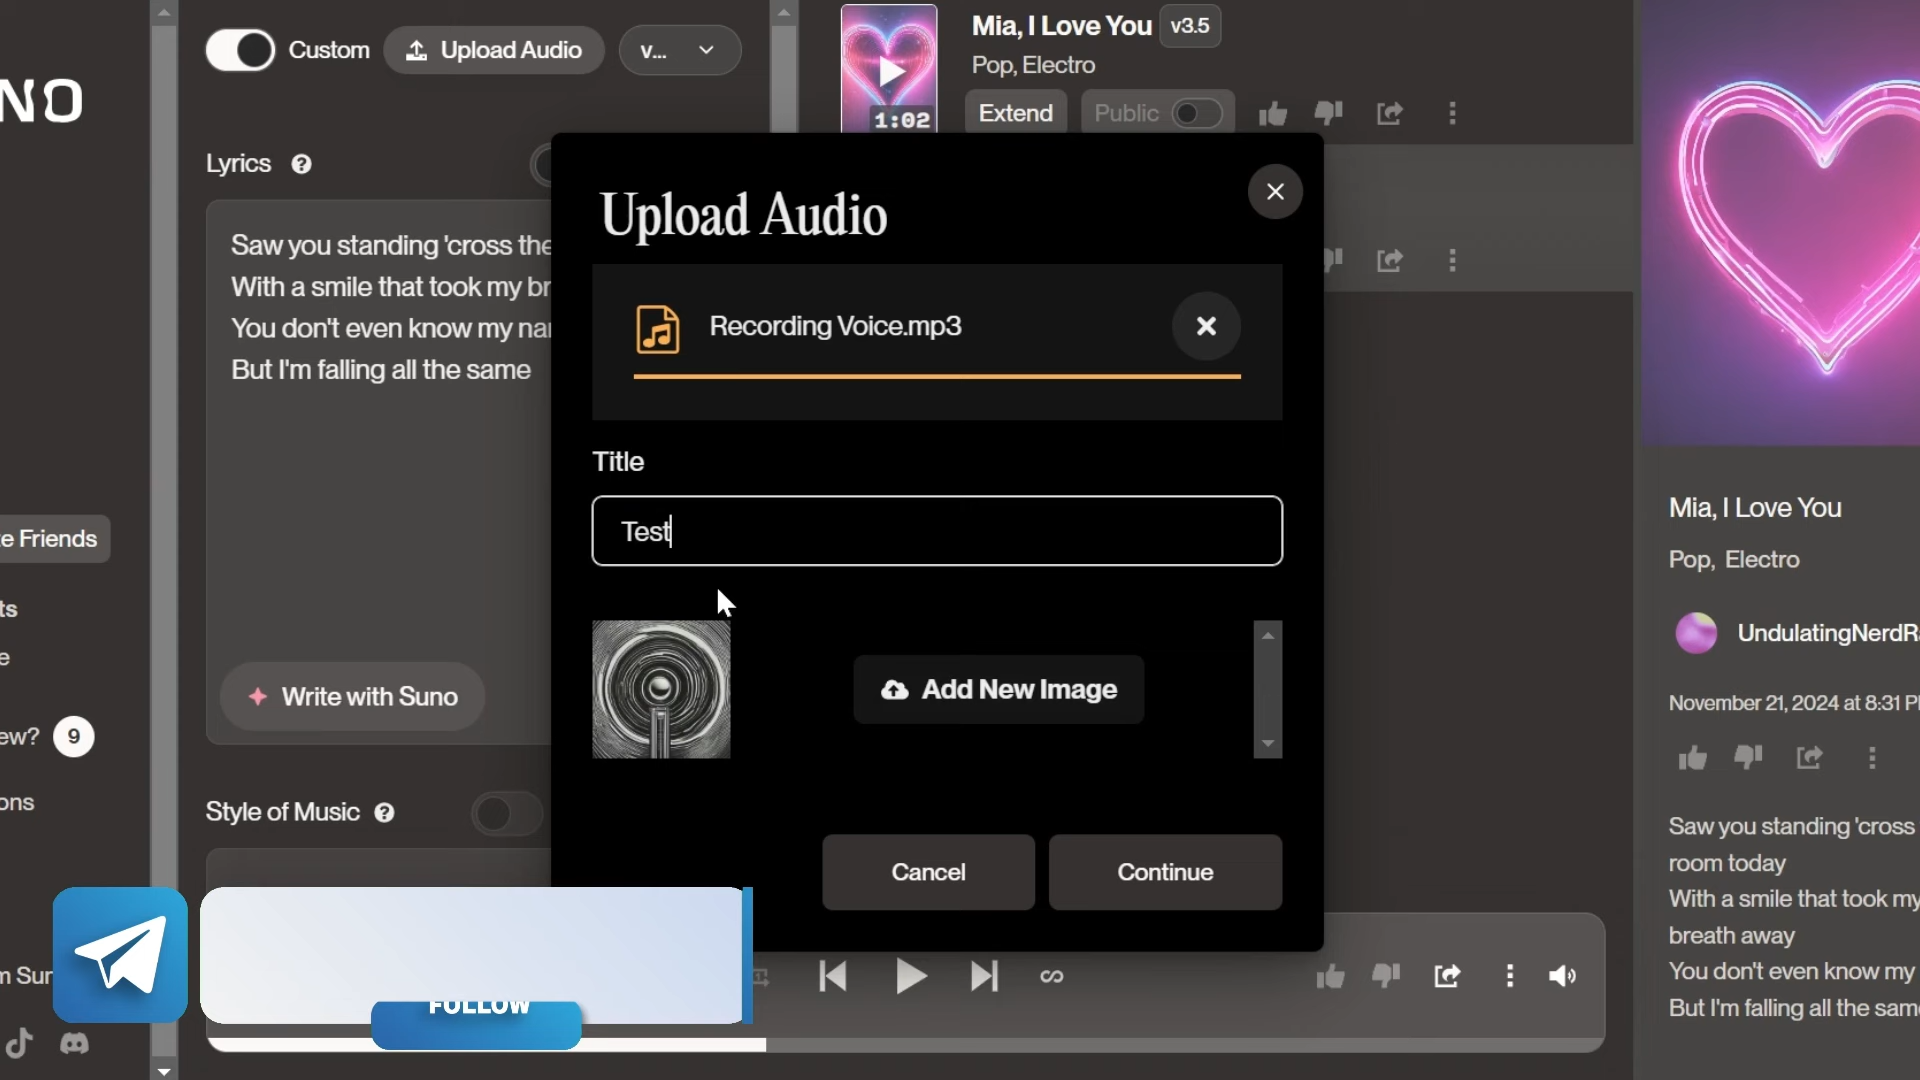 NO
Custom
Upload Audio
v...
Lyrics
Saw you standing 'cross the
With a smile that took my br
You don't even know my nar
But I'm falling all the same
Write with Suno
Style of Music
e Friends
ts
e
ew? 9
ons
m Sur
Mia, I Love You v3.5
Pop, Electro
1:02
Extend
Public
Upload Audio
Recording Voice.mp3
Title
Test
Add New Image
Cancel
Continue
FOLLOW
Mia, I Love You
Pop, Electro
UndulatingNerdR
November 21, 2024 at 8:31 P
Saw you standing 'cross
room today
With a smile that took my
breath away
You don't even know my
But I'm falling all the sam